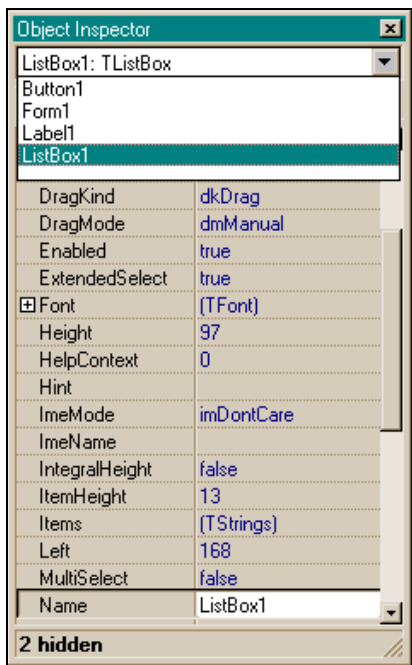 Object Inspector
ListBox1: TListBox
Button1
Form1
Label1
ListBox1
DragKind dkDrag
DragMode dmManual
Enabled true
ExtendedSelect true
Font (TFont)
Height 97
HelpContext 0
Hint
ImeMode imDontCare
ImeName
IntegralHeight false
ItemHeight 13
Items (TStrings)
Left 168
MultiSelect false
Name ListBox1
2 hidden